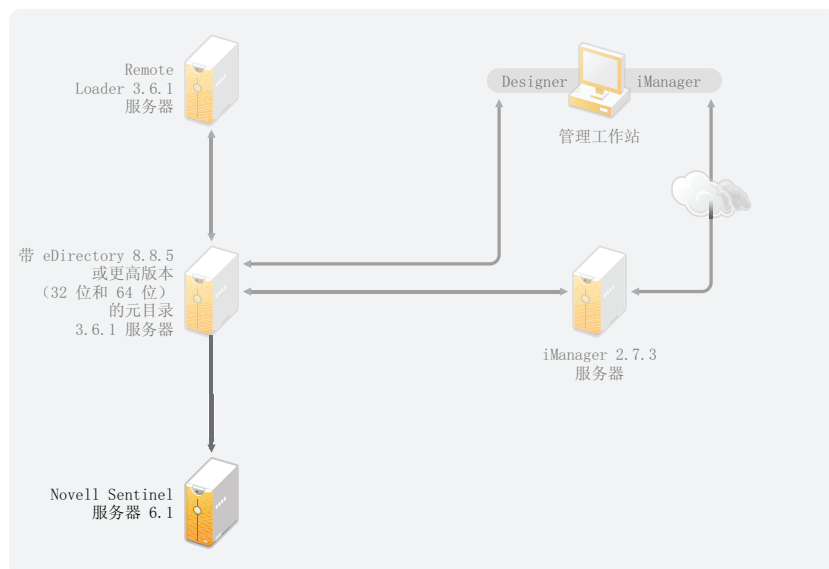 Remote
Loader 3.6.1
服务器
Designer
iManager
管理工作站
带 eDirectory 8.8.5
或更高版本
（32 位和 64 位）
的元目录
3.6.1 服务器
iManager 2.7.3
服务器
Novell Sentinel
服务器 6.1